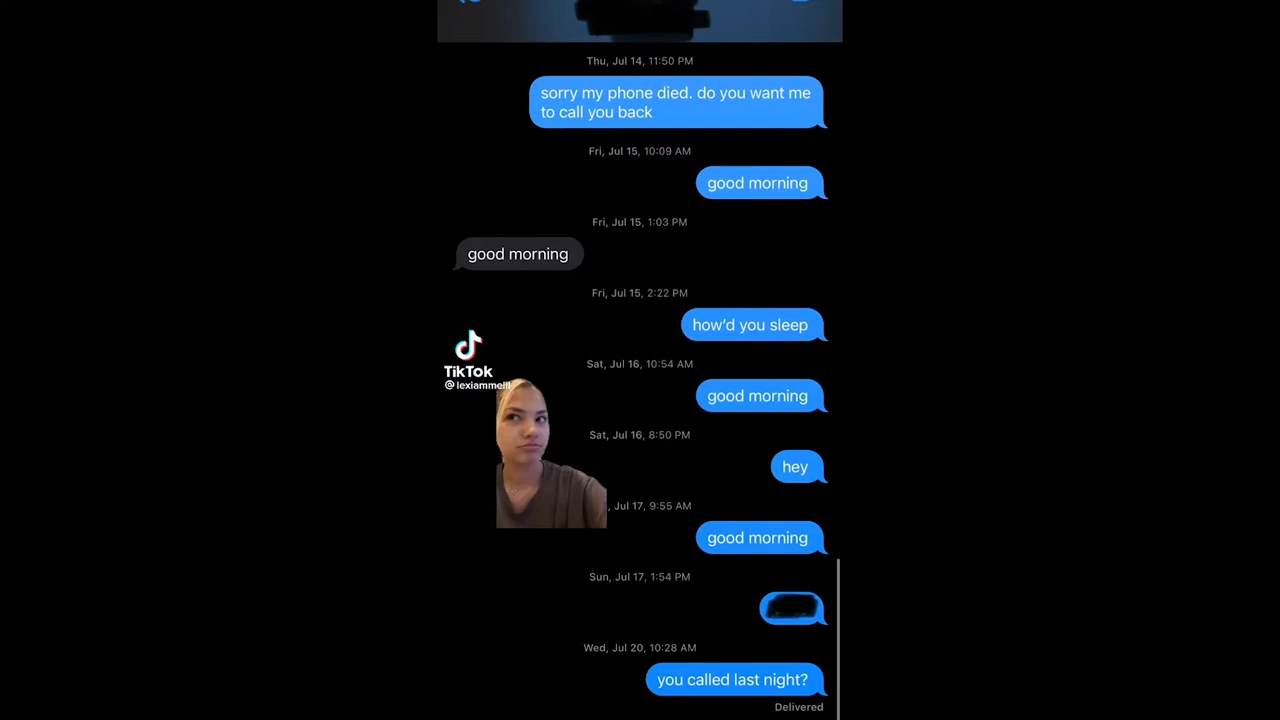 Thu, Jul 14, 11:50 PM
sorry my phone died. do you want me
to call you back
Fri, Jul 15, 10:09 AM
good morning
Fri, Jul 15, 1:03 PM
good morning
Fri, Jul 15, 2:22 PM
how'd you sleep
Sat, Jul 16, 10:54 AM
good morning
TikTok
@lexiammelll
Sat, Jul 16, 8:50 PM
hey
, Jul 17, 9:55 AM
good morning
Sun, Jul 17, 1:54 PM
Wed, Jul 20, 10:28 AM
you called last night?
Delivered